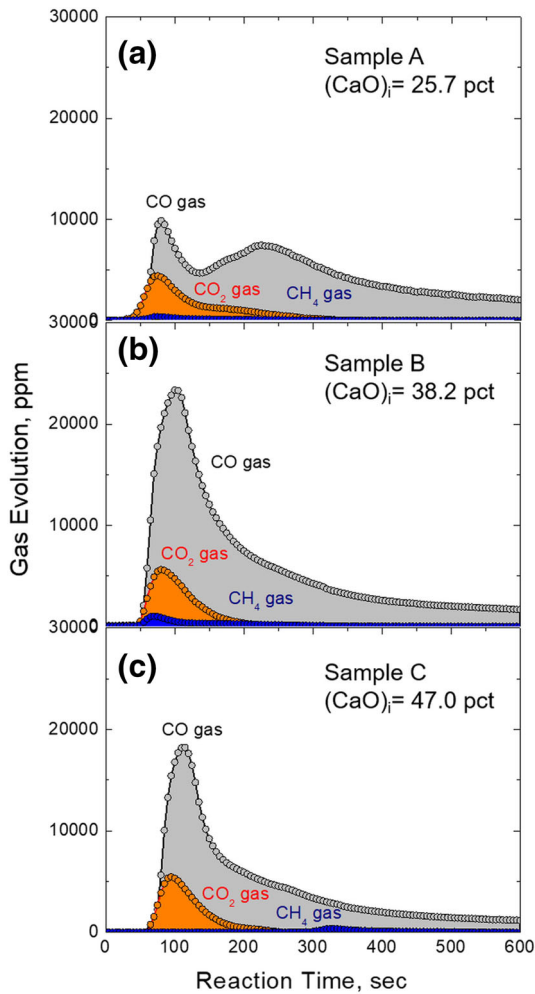 30000
(a)
Sample A
(CaO)i= 25.7 pct
20000
CO gas
10000
CO2 gas
CH4 gas
0
30000
(b)
Sample B
(CaO)i= 38.2 pct
20000
CO gas
10000
CO2 gas
CH4 gas
0
30000
(c)
Sample C
(CaO)i= 47.0 pct
CO gas
20000
10000
CO2 gas
CH4 gas
0
0 100 200 300 400 500 600
Reaction Time, sec
Gas Evolution, ppm